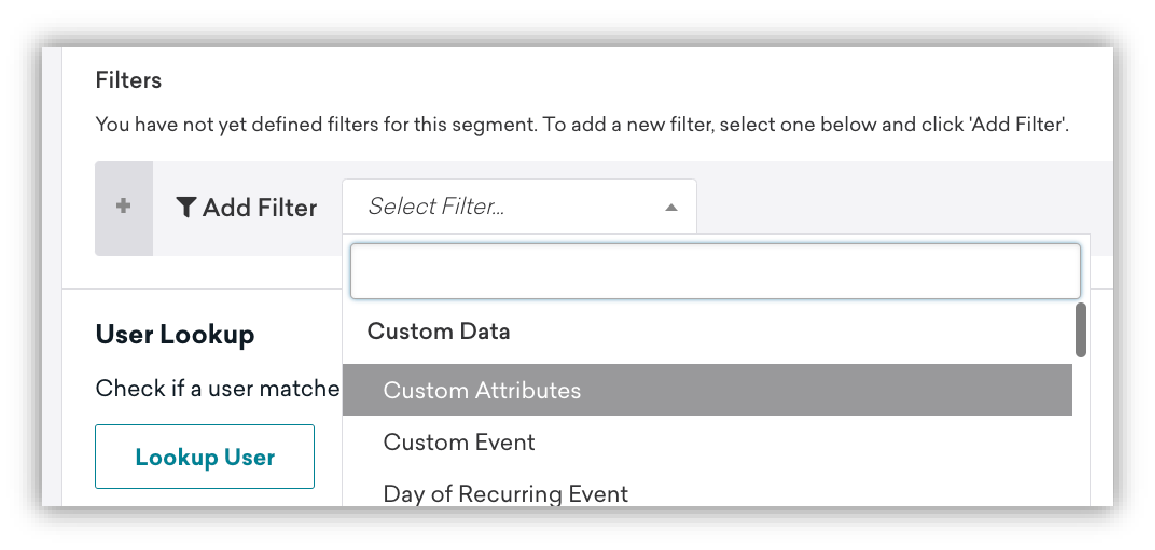 Filters
You have not yet defined filters for this segment. To add a new filter, select one below and click 'Add Filter'.
+ Add Filter Select Filter...
Custom Data
User Lookup
Custom Attributes
Check if a user matche
Custom Event
Lookup User
Day of Recurring Event